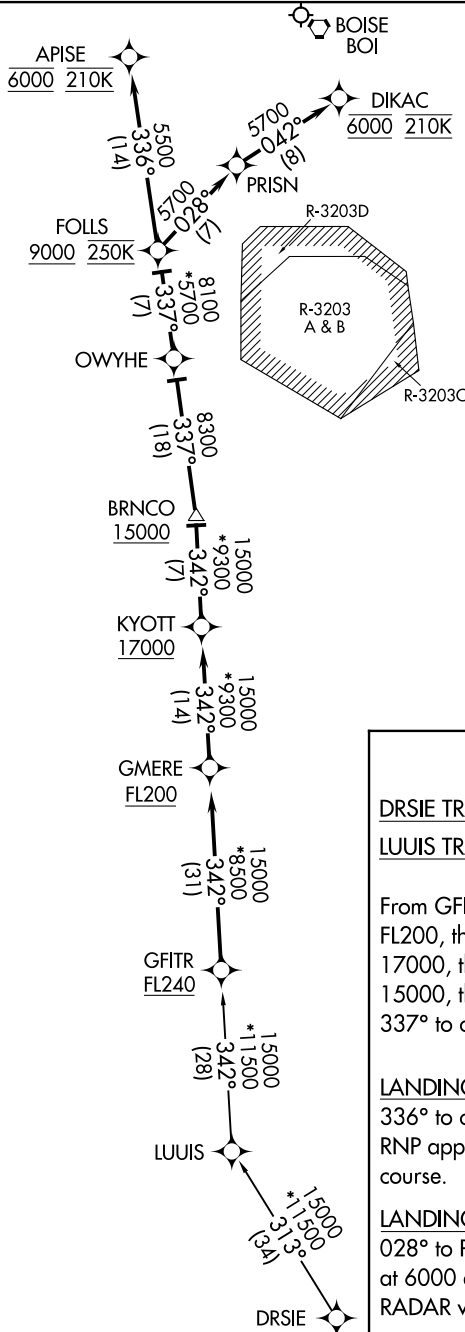 BOISE
BOI
APISE
6000 210K
DIKAC
6000 210K
5500
336°
(14)
5700
042°
(8)
PRISN
5700
028°
(7)
R-3203D
R-3203
A & B
R-3203C
FOLLS
9000 250K
8100
*5700
337°
(7)
OWYHE
8300
337°
(18)
BRNCO
15000
15000
*9300
342°
(7)
KYOTT
17000
15000
*9300
342°
(14)
GMERE
FL200
15000
*8500
342°
(31)
GFITR
FL240
15000
*11500
342°
(28)
LUUIS
15000
*11500
313°
(34)
DRSIE
DRSIE TR
LUUIS TR
From GFI
FL200, th
17000, th
15000, th
337° to c
LANDING
336° to c
RNP app
course.
LANDING
028° to P
at 6000 
RADAR v